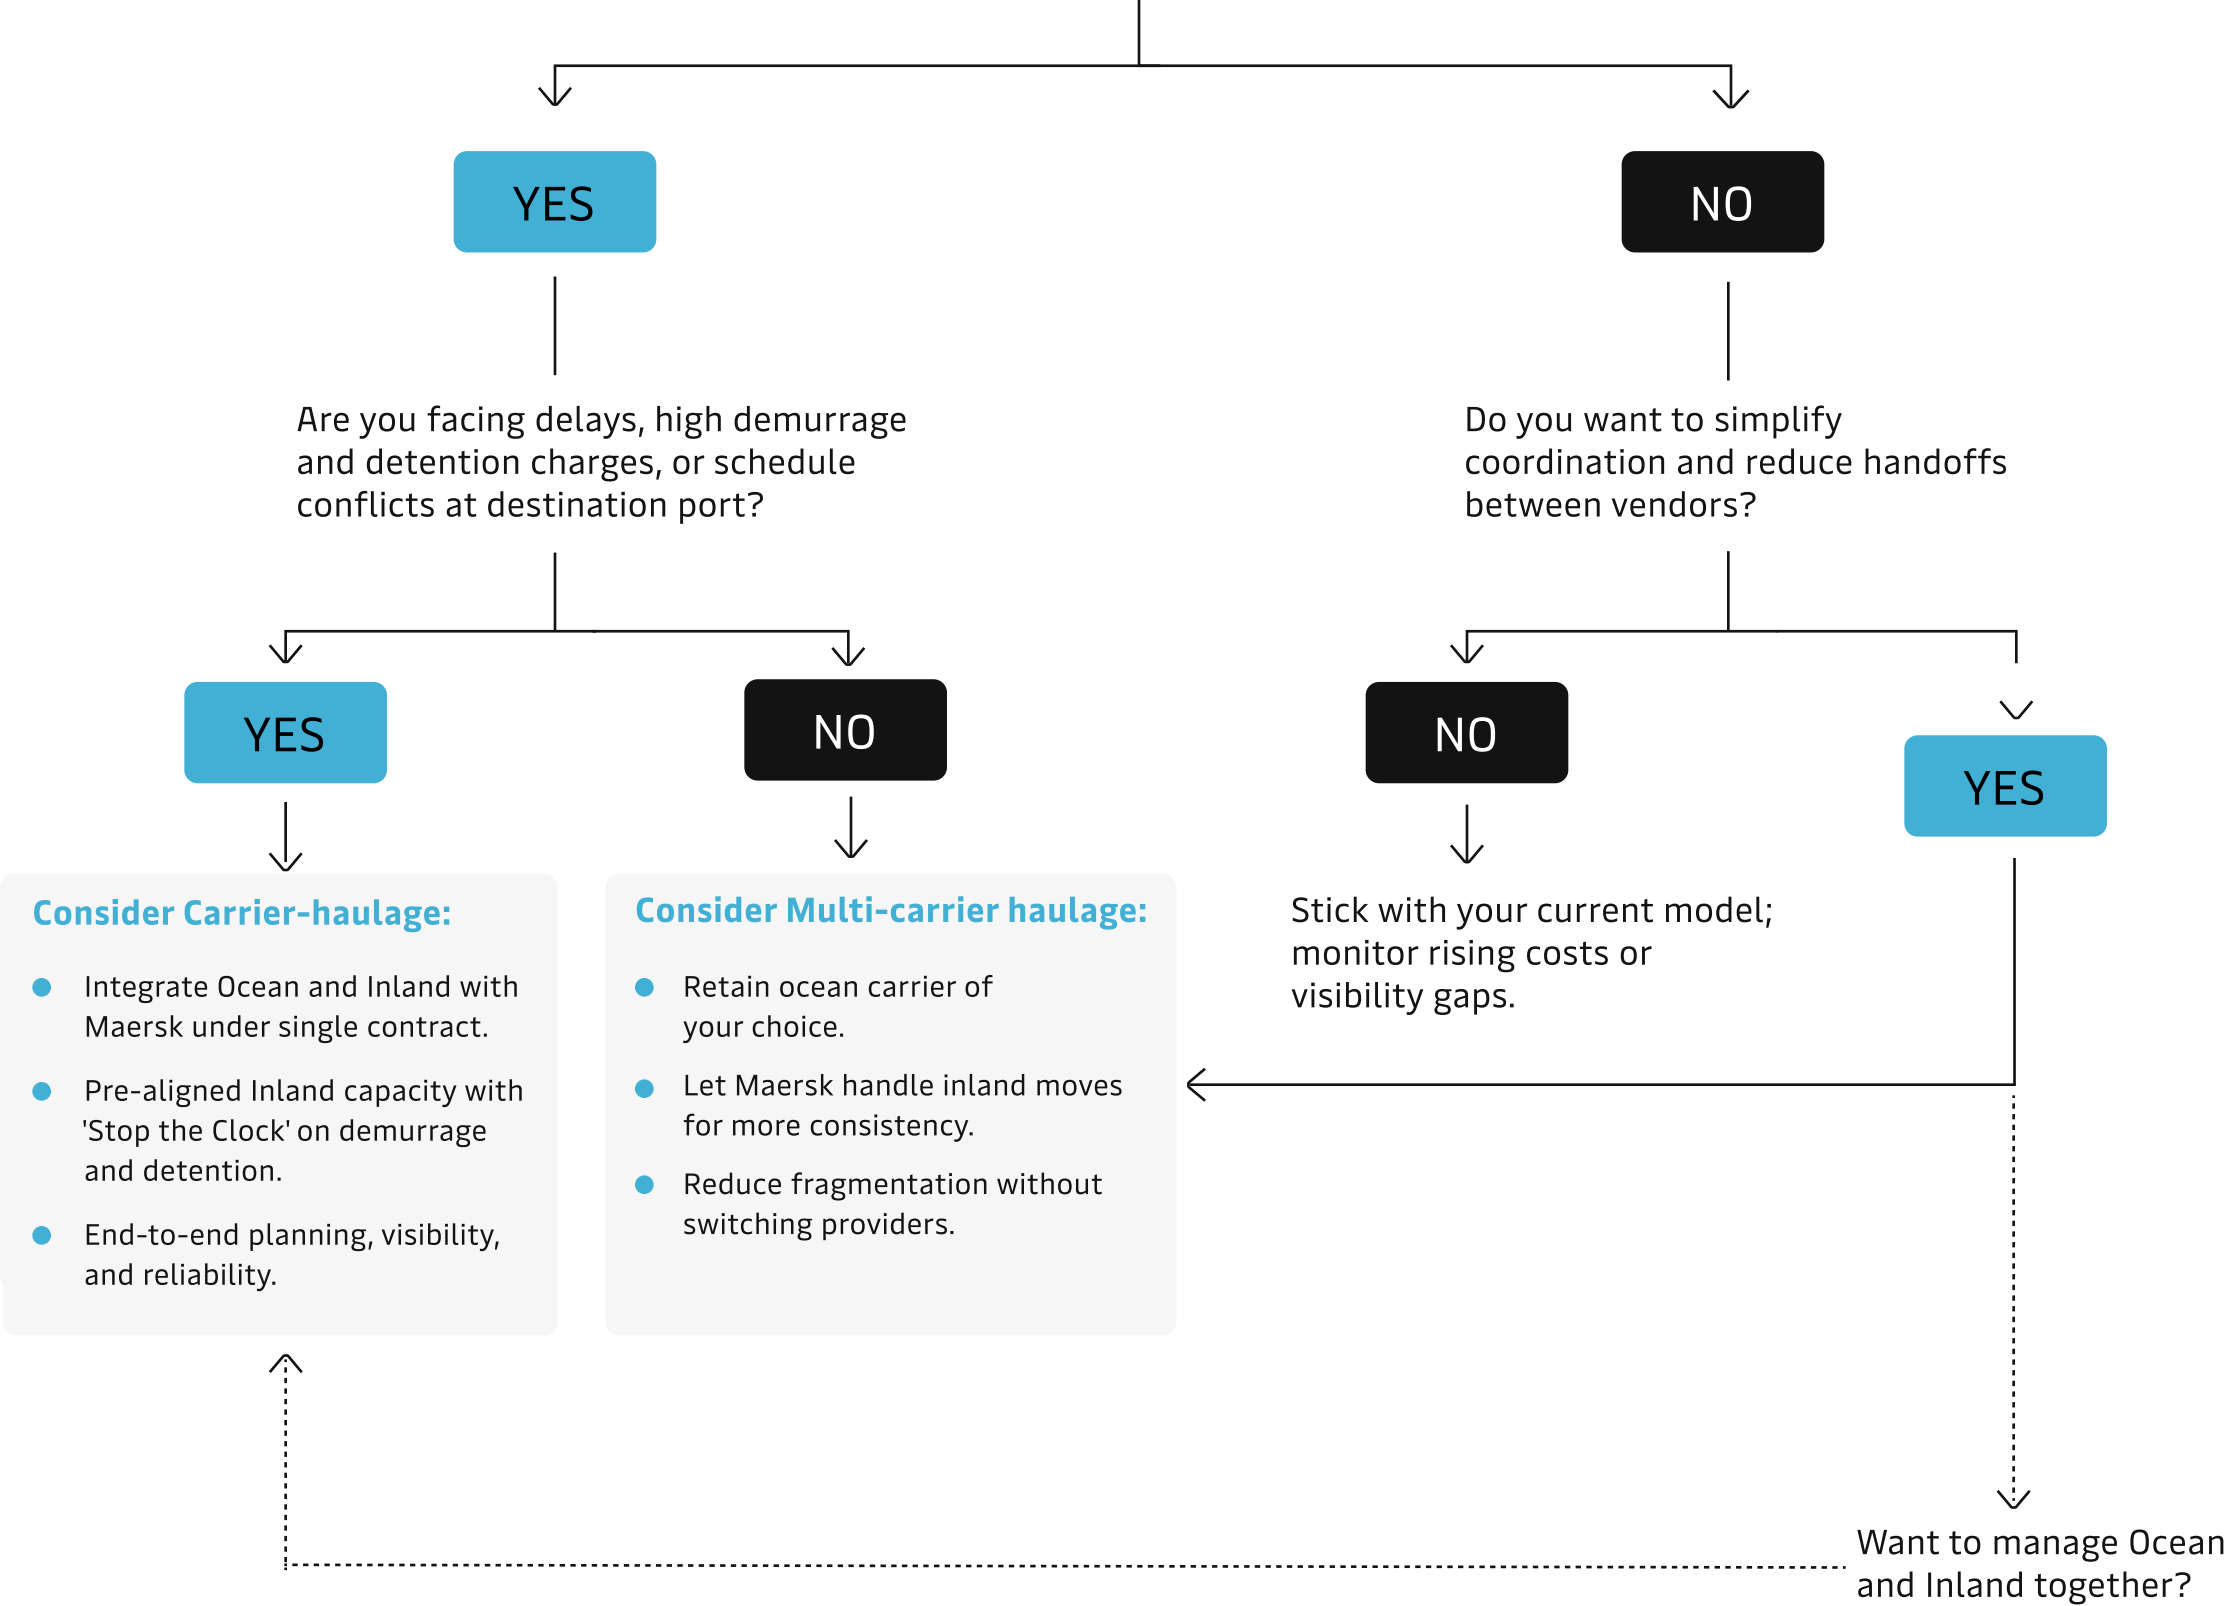 YES
NO
Are you facing delays, high demurrage
and detention charges, or schedule
conflicts at destination port?
Do you want to simplify
coordination and reduce handoffs
between vendors?
YES
NO
NO
YES
Consider Carrier-haulage:
Integrate Ocean and Inland with
Maersk under single contract.
Pre-aligned Inland capacity with
'Stop the Clock' on demurrage
and detention.
End-to-end planning, visibility,
and reliability.
Consider Multi-carrier haulage:
Retain ocean carrier of
your choice.
Let Maersk handle inland moves
for more consistency.
Reduce fragmentation without
switching providers.
Stick with your current model;
monitor rising costs or
visibility gaps.
Want to manage Ocean
and Inland together?